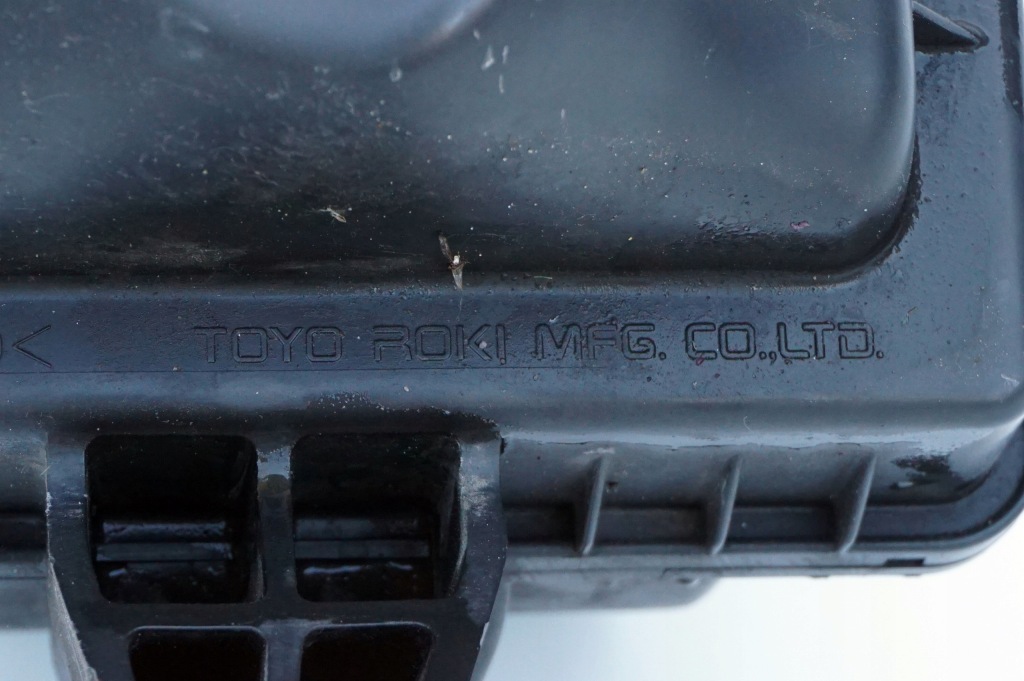 < TOYO ROKI MFG. CO.,LTD.